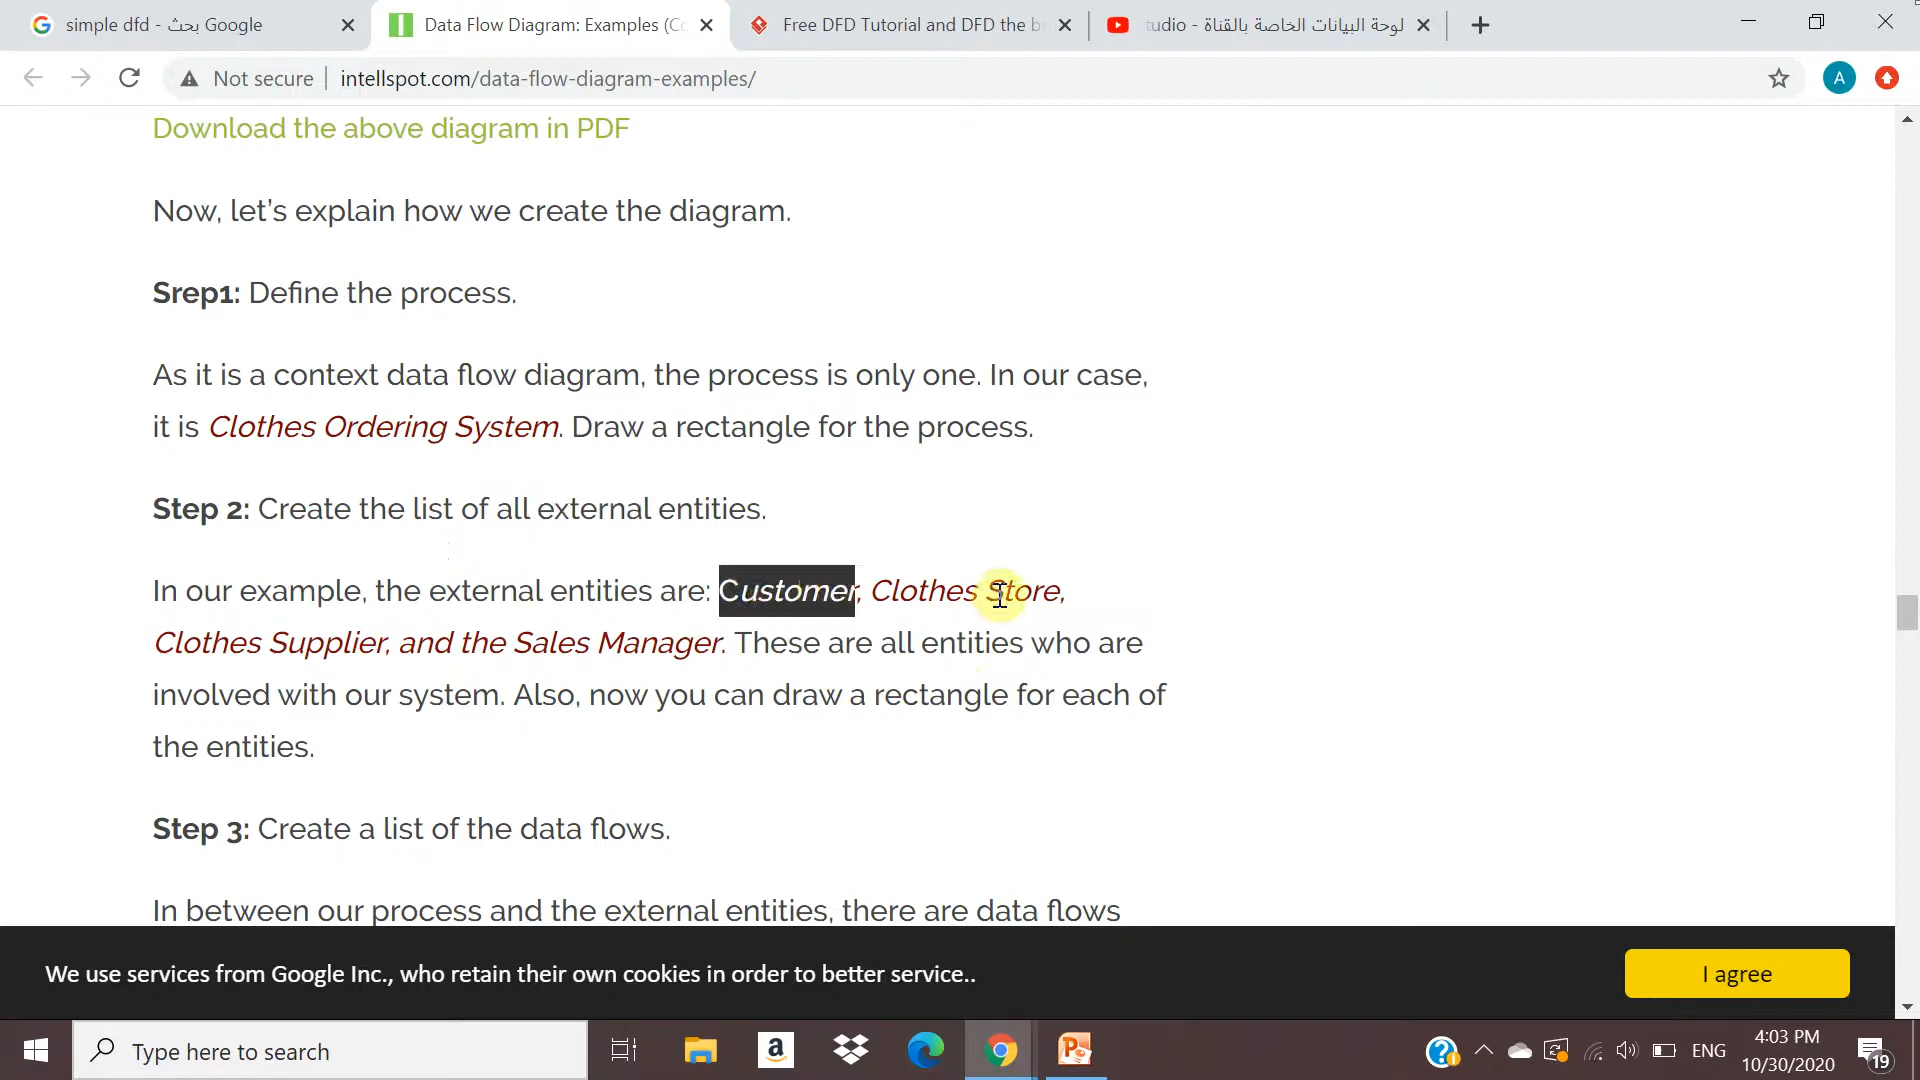 simple dfd - بحث Google
Data Flow Diagram: Examples (Co
Free DFD Tutorial and DFD the b
لوحة البيانات الخاصة بالقناة - tudio
Not secure
intellspot.com/data-flow-diagram-examples/
A
Download the above diagram in PDF
Now, let's explain how we create the diagram.
Srep1: Define the process.
As it is a context data flow diagram, the process is only one. In our case,
it is Clothes Ordering System. Draw a rectangle for the process.
Step 2: Create the list of all external entities.
In our example, the external entities are: Customer, Clothes Store,
Clothes Supplier, and the Sales Manager. These are all entities who are
involved with our system. Also, now you can draw a rectangle for each of
the entities.
Step 3: Create a list of the data flows.
In between our process and the external entities, there are data flows
We use services from Google Inc., who retain their own cookies in order to better service..
I agree
Type here to search
ENG
4:03 PM
10/30/2020
19